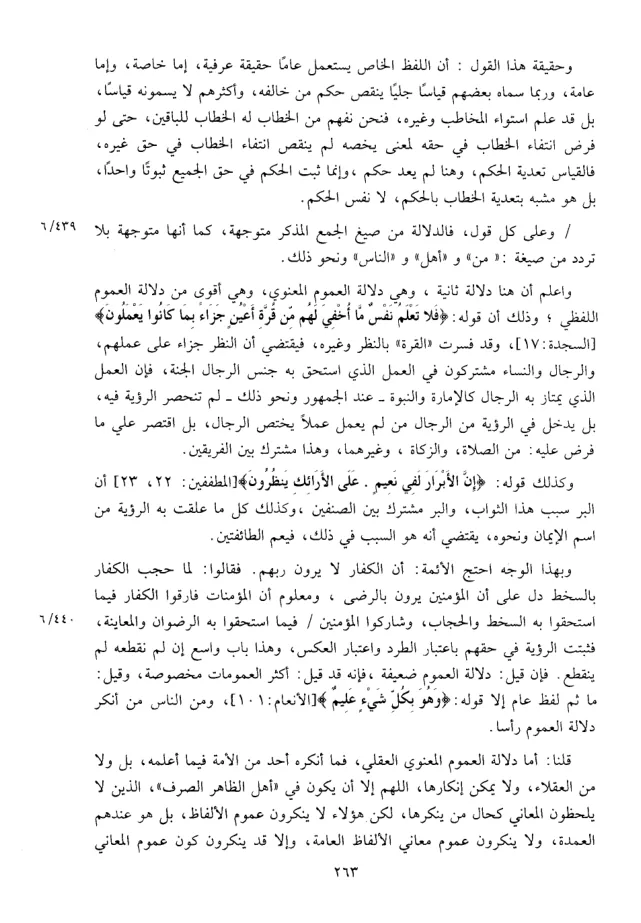 وحقيقة هذا القول : أن اللفظ الخاص يستعمل عامًا حقيقة عرفية، إما خاصة، وإما
عامة، وربما سماه بعضهم قياسًا جليًا ينقص حكم من خالفه، وأكثرهم لا يسمونه قياسًا،
بل قد علم استواء المخاطب وغيره، فنحن نفهم من الخطاب له الخطاب للباقين، حتى لو
فرض انتفاء الخطاب في حقه لمعنى يخصه لم ينقص انتفاء الخطاب في حق غيره،
فالقياس تعدية الحكم، وهنا لم يعد حكم ،وإنما ثبت الحكم في حق الجميع ثبوتًا واحدًا،
بل هو مشبه بتعدية الخطاب بالحكم، لا نفس الحكم.
/ وعلى كل قول، فالدلالة من صيغ الجمع المذكر متوجهة، كما أنها متوجهة بلا ٦/٤٣٩
تردد من صيغة :« من» و «أهل» و «الناس» ونحو ذلك.
واعلم أن هنا دلالة ثانية ، وهي دلالة العموم المعنوي، وهي أقوى من دلالة العموم
اللفظي ؛ وذلك أن قوله: ﴿فَلا تَعْلَمُ نَفْسٌ مَّا أُخْفِيَ لَهُم مِّن قُرَّةِ أَعْيُنٍ جَزَاءً بِمَا كَانُوا يَعْمَلُونَ﴾
[السجدة:١٧]، وقد فسرت «القرة» بالنظر وغيره، فيقتضي أن النظر جزاء على عملهم،
والرجال والنساء مشتركون في العمل الذي استحق به جنس الرجال الجنة، فإن العمل
الذي يمتاز به الرجال كالإمارة والنبوة ـ عند الجمهور ونحو ذلك ـ لم تنحصر الرؤية فيه،
بل يدخل في الرؤية من الرجال من لم يعمل عملاً يختص الرجال، بل اقتصر علي ما
فرض عليه: من الصلاة، والزكاة ، وغيرهما، وهذا مشترك بين الفريقين.
وكذلك قوله: ﴿إِنَّ الأَبْرَارَ لَفِي نَعِيمٍ . عَلَى الأَرَائِكِ يَنظُرُونَ﴾[المطففين: ٢٢، ٢٣] أن
البر سبب هذا الثواب، والبر مشترك بين الصنفين ،وكذلك كل ما علقت به الرؤية من
اسم الإيمان ونحوه، يقتضي أنه هو السبب في ذلك، فيعم الطائفتين.
وبهذا الوجه احتج الأئمة: أن الكفار لا يرون ربهم. فقالوا: لما حجب الكفار
بالسخط دل على أن المؤمنين يرون بالرضى ، ومعلوم أن المؤمنات فارقوا الكفار فيما
استحقوا به السخط والحجاب، وشاركوا المؤمنين / فيما استحقوا به الرضوان والمعاينة، ٦/٤٤٠
فثبتت الرؤية في حقهم باعتبار الطرد واعتبار العكس، وهذا باب واسع إن لم نقطعه لم
ينقطع. فإن قيل: دلالة العموم ضعيفة ،فإنه قد قيل: أكثر العمومات مخصوصة، وقيل:
ما ثم لفظ عام إلا قوله: ﴿وَهُوَ بِكُلِّ شَيْءٍ عَلِيمٌ ﴾[الأنعام:١٠١]، ومن الناس من أنكر
دلالة العموم رأسا.
قلنا: أما دلالة العموم المعنوي العقلي، فما أنكره أحد من الأمة فيما أعلمه، بل ولا
من العقلاء، ولا يمكن إنكارها، اللهم إلا أن يكون في «أهل الظاهر الصرف»، الذين لا
يلحظون المعاني كحال من ينكرها، لكن هؤلاء لا ينكرون عموم الألفاظ، بل هو عندهم
العمدة، ولا ينكرون عموم معاني الألفاظ العامة، وإلا قد ينكرون كون عموم المعاني
٢٦٣